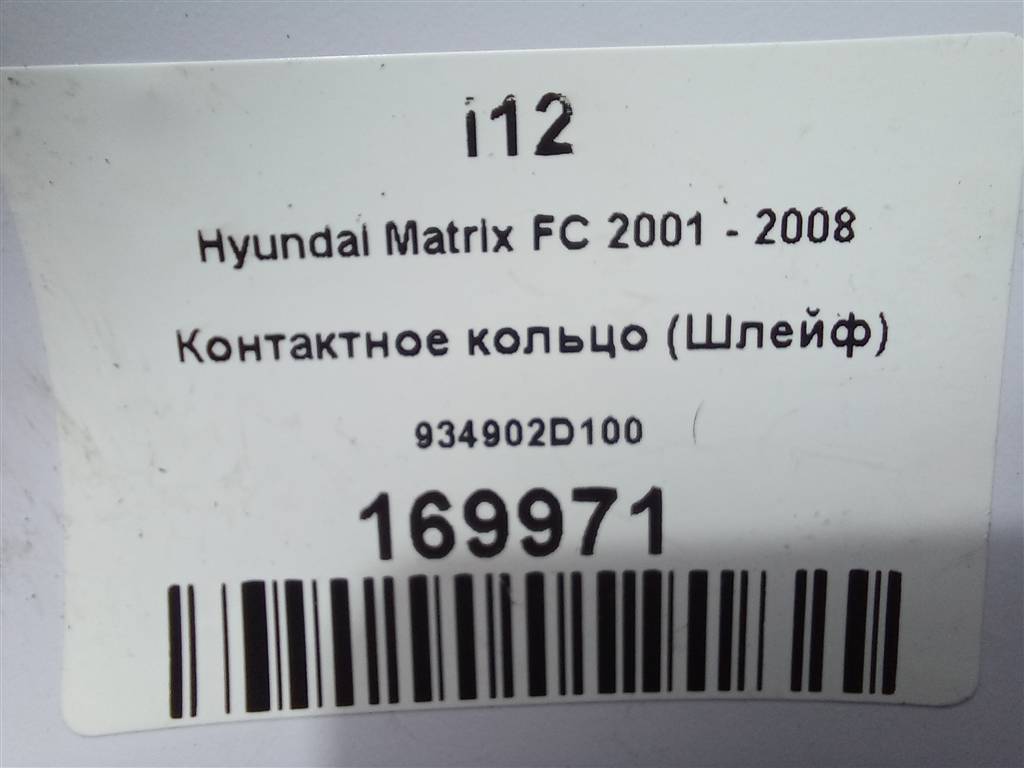 i12
Hyundai Matrix FC 2001 - 2008
Контактное кольцо (Шлейф)
934902D100
169971